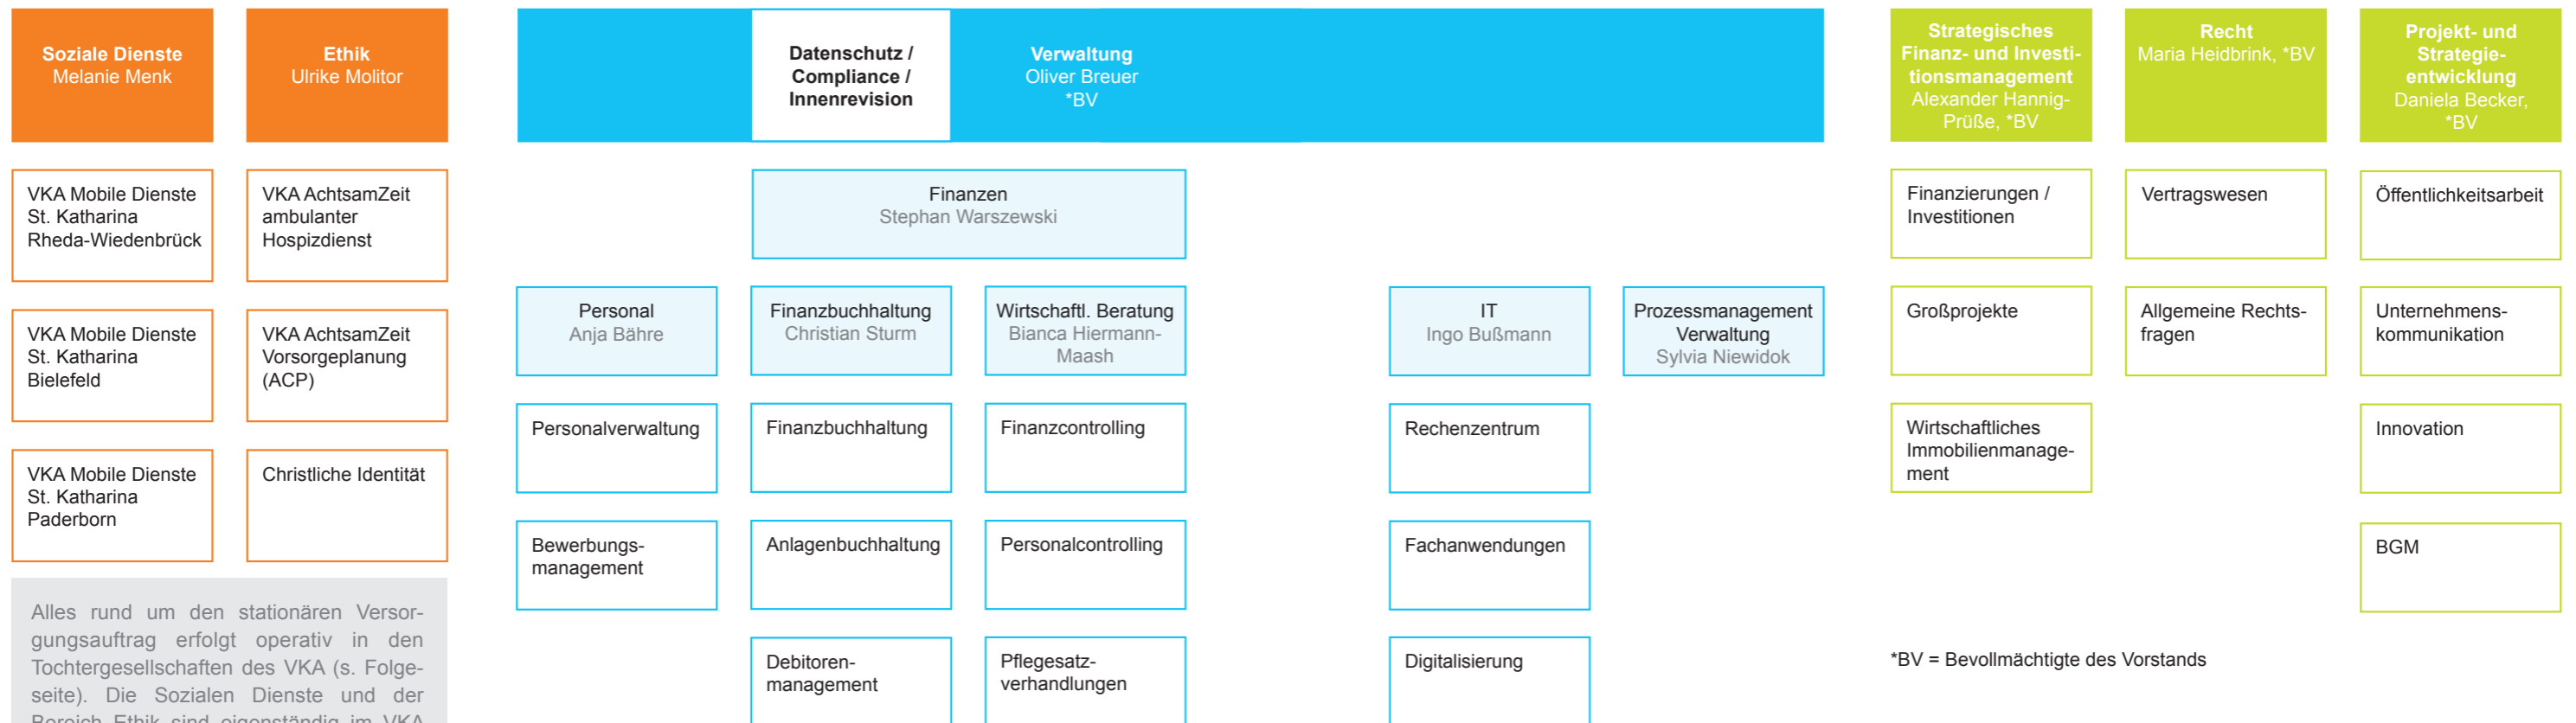 Soziale Dienste
Melanie Menk
Ethik
Ulrike Molitor
Datenschutz /
Compliance /
Innenrevision
Verwaltung
Oliver Breuer
*BV
Strategisches
Finanz- und Investi-
tionsmanagement
Alexander Hannig-
Prüße, *BV
Recht
Maria Heidbrink, *BV
Projekt- und
Strategie-
entwicklung
Daniela Becker,
*BV
VKA Mobile Dienste
St. Katharina
Rheda-Wiedenbrück
VKA AchtsamZeit
ambulanter
Hospizdienst
Finanzen
Stephan Warszewski
Finanzierungen /
Investitionen
Vertragswesen
Öffentlichkeitsarbeit
VKA Mobile Dienste
St. Katharina
Bielefeld
VKA AchtsamZeit
Vorsorgeplanung
(ACP)
Personal
Anja Bähre
Finanzbuchhaltung
Christian Sturm
Wirtschaftl. Beratung
Bianca Hiermann-
Maash
IT
Ingo Bußmann
Prozessmanagement
Verwaltung
Sylvia Niewidok
Großprojekte
Allgemeine Rechts-
fragen
Unternehmens-
kommunikation
Personalverwaltung
Finanzbuchhaltung
Finanzcontrolling
Rechenzentrum
Wirtschaftliches
Immobilienmanage-
ment
Innovation
VKA Mobile Dienste
St. Katharina
Paderborn
Christliche Identität
Bewerbungs-
management
Anlagenbuchhaltung
Personalcontrolling
Fachanwendungen
BGM
Alles rund um den stationären Versor-
gungsauftrag erfolgt operativ in den
Tochtergesellschaften des VKA (s. Folge-
seite). Die Sozialen Dienste und der
Bereich Ethik sind eigenständig im VKA
Debitoren-
management
Pflegesatz-
verhandlungen
Digitalisierung
*BV = Bevollmächtigte des Vorstands